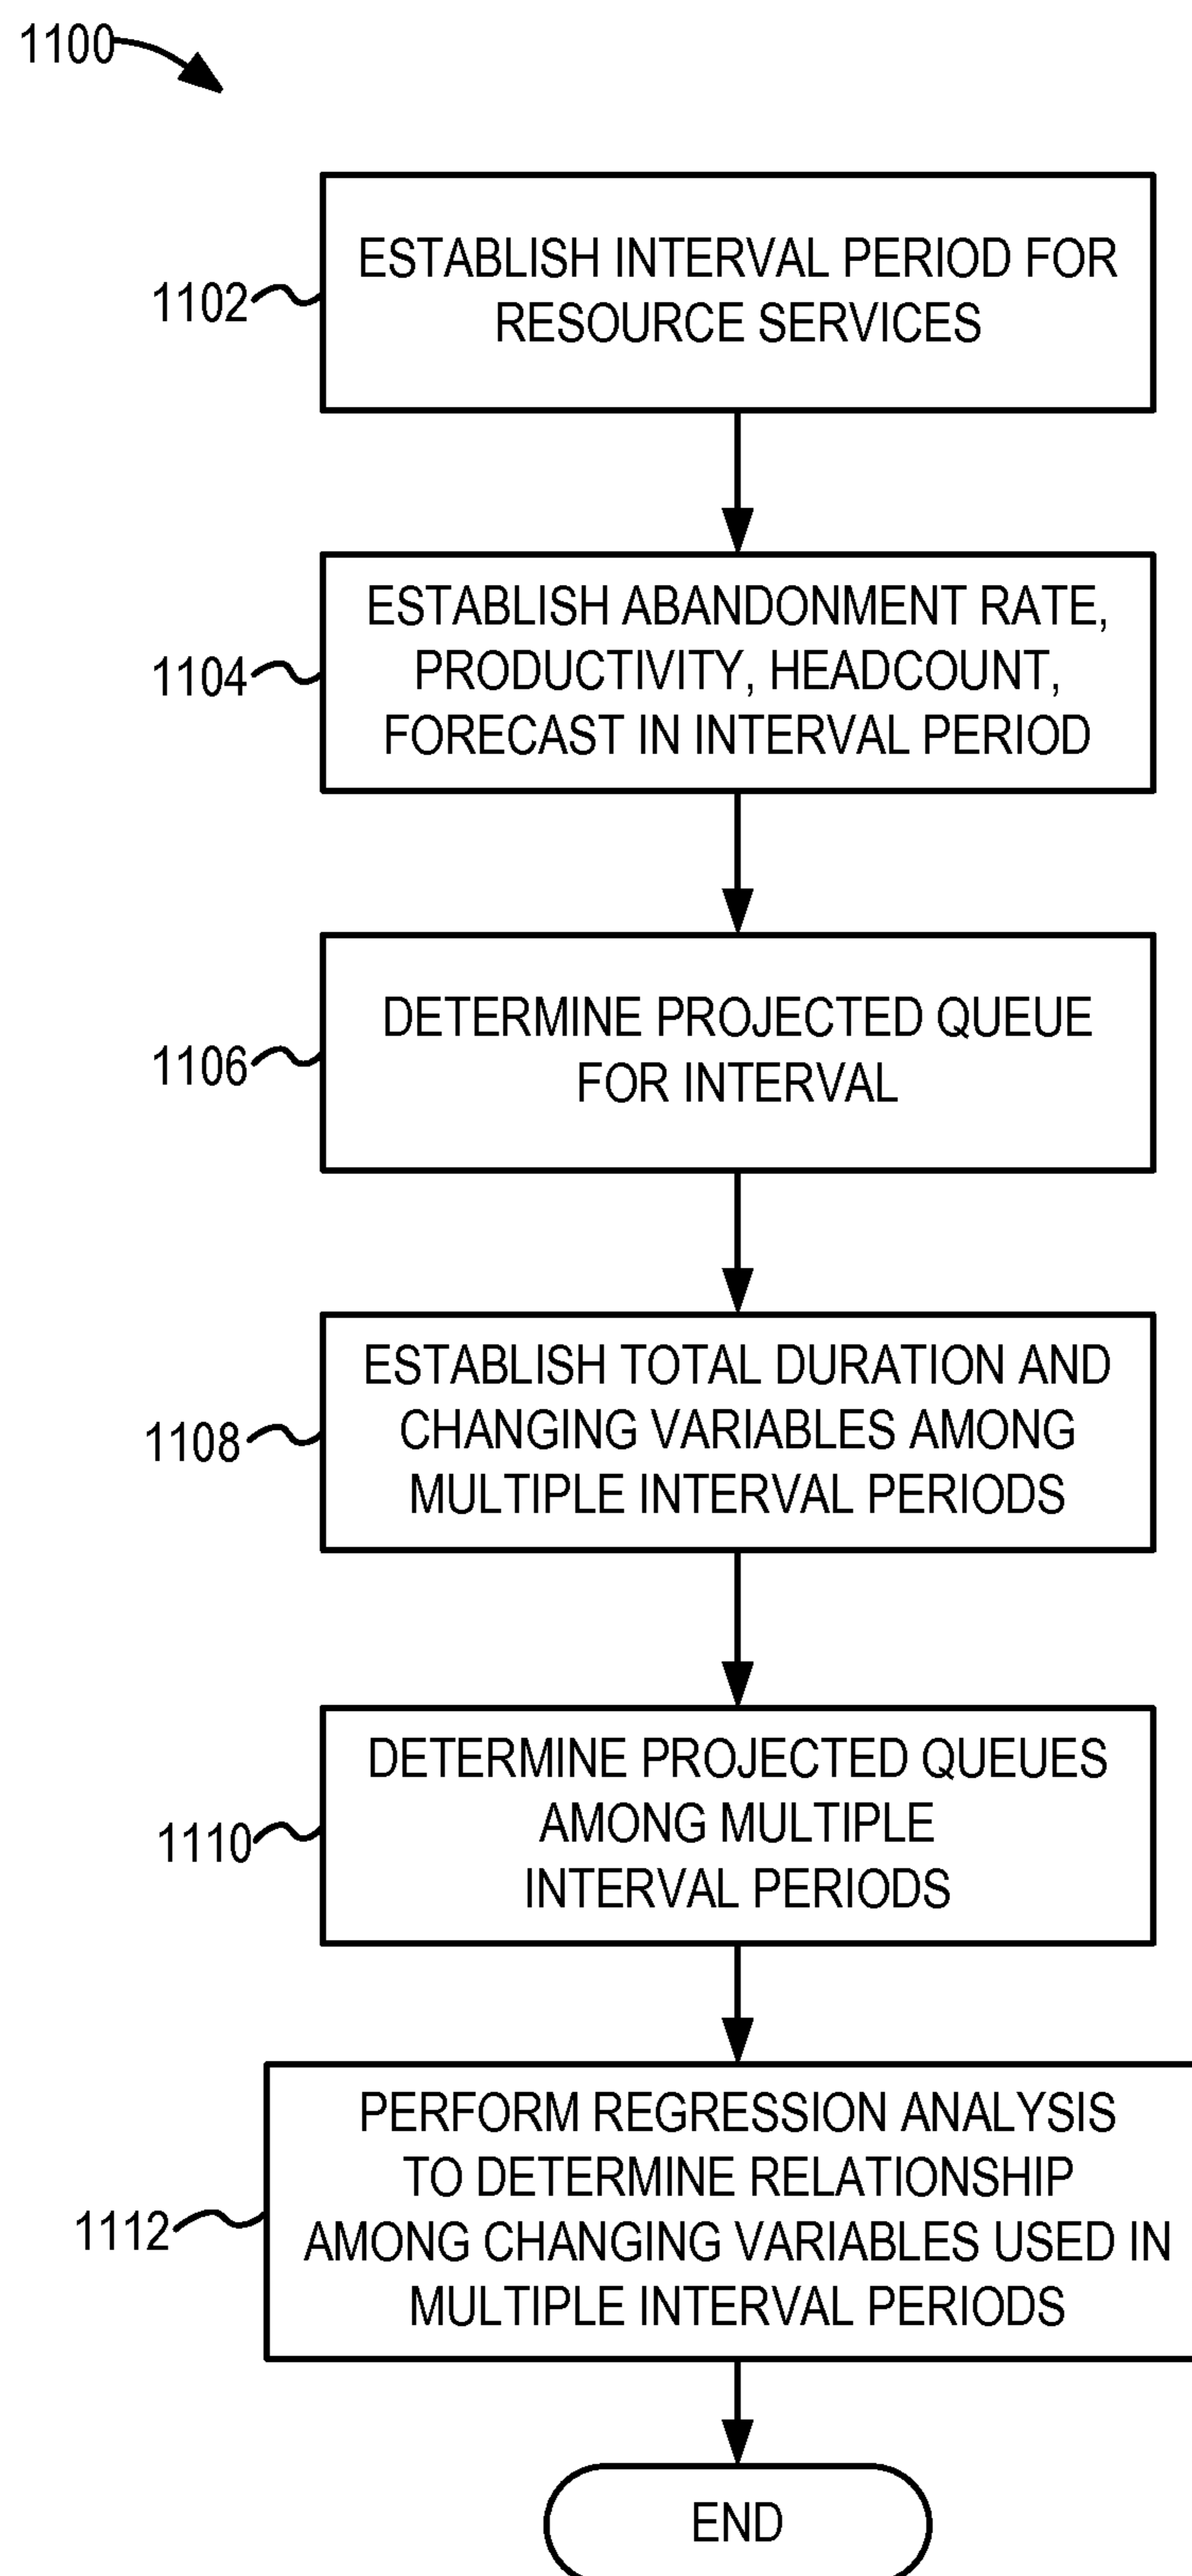 1100
ESTABLISH INTERVAL PERIOD FOR
RESOURCE SERVICES
1102
ESTABLISH ABANDONMENT RATE,
PRODUCTIVITY, HEADCOUNT,
FORECAST IN INTERVAL PERIOD
1104
DETERMINE PROJECTED QUEUE
FOR INTERVAL
1106
ESTABLISH TOTAL DURATION AND
CHANGING VARIABLES AMONG
MULTIPLE INTERVAL PERIODS
1108
DETERMINE PROJECTED QUEUES
AMONG MULTIPLE
INTERVAL PERIODS
1110
PERFORM REGRESSION ANALYSIS
TO DETERMINE RELATIONSHIP
AMONG CHANGING VARIABLES USED IN
MULTIPLE INTERVAL PERIODS
1112
END